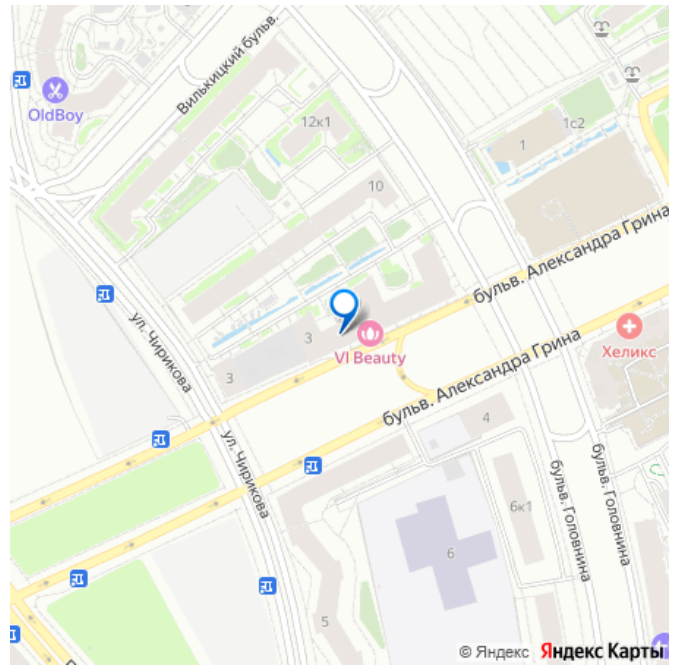 Вилькицкий бульв.
OldBoy
12к1
1с2
1
10
бульв. Александра Грина
ул. Чирикова
3
VI Beauty
Хеликс
3
бульв. Александра Грина
4
ул. Чирикова
бульв. Головнина
бульв. Головнина
6к1
6
5
© Яндекс Яндекс Карты